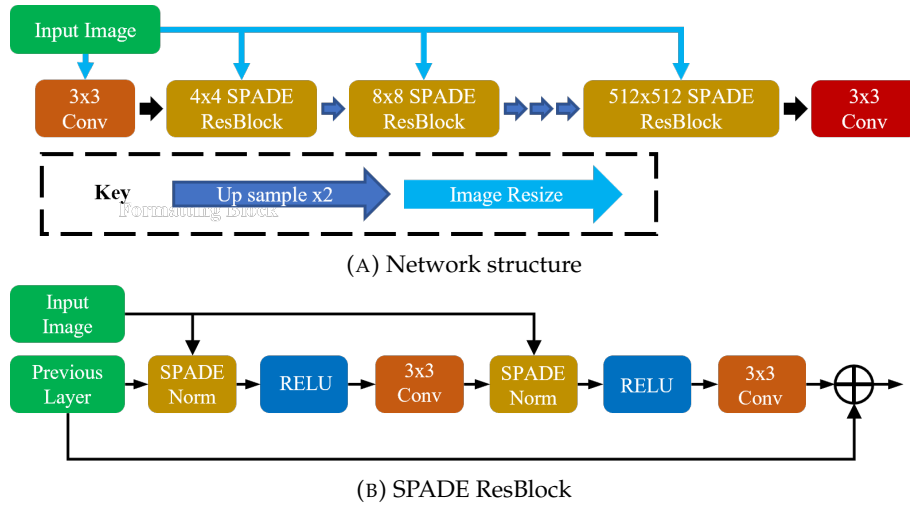 Input Image
3x3
Conv
4x4 SPADE
ResBlock
8x8 SPADE
ResBlock
512x512 SPADE
ResBlock
3x3
Conv
Key
Formatting Block
Up sample x2
Image Resize
(A) Network structure
Input
Image
Previous
Layer
SPADE
Norm
RELU
3x3
Conv
SPADE
Norm
RELU
3x3
Conv
(B) SPADE ResBlock